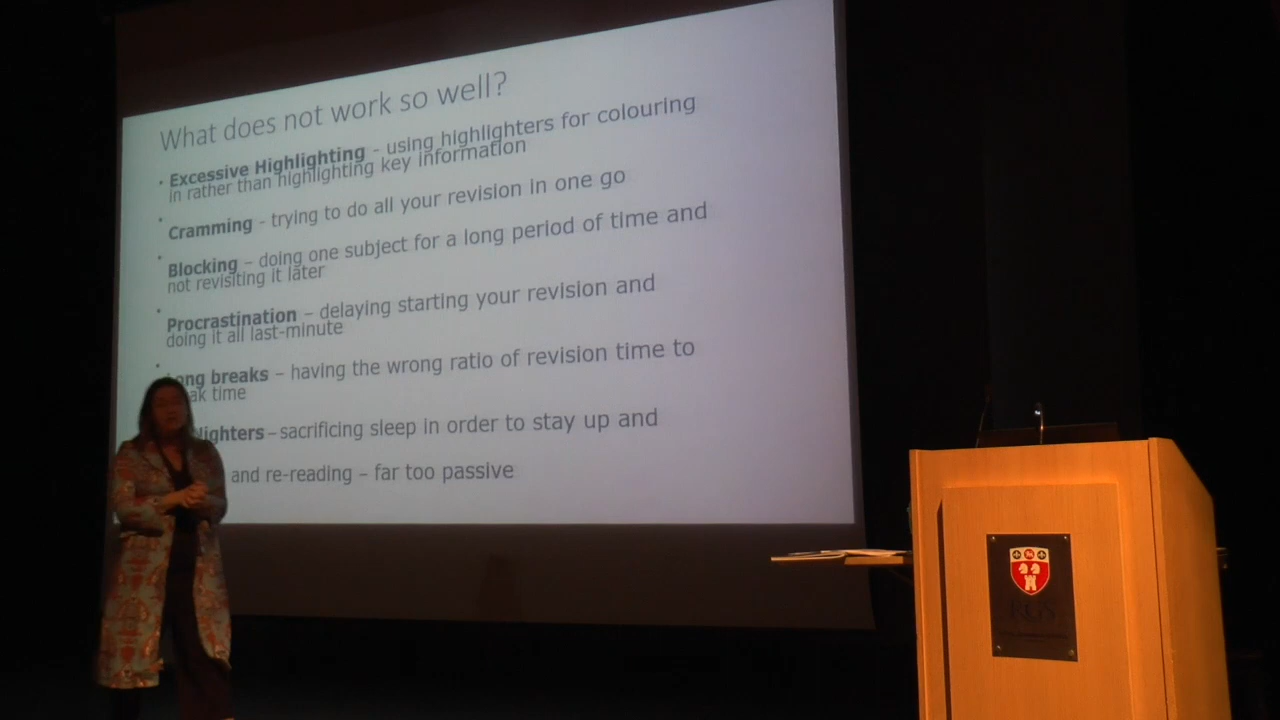 What does not work so well?
• Excessive Highlighting - using highlighters for colouring
in rather than highlighting key information
• Cramming - trying to do all your revision in one go
• Blocking – doing one subject for a long period of time and
not revisiting it later
• Procrastination – delaying starting your revision and
doing it all last-minute
• breaks – having the wrong ratio of revision time to
time
– sacrificing sleep in order to stay up and
and re-reading – far too passive
RGS